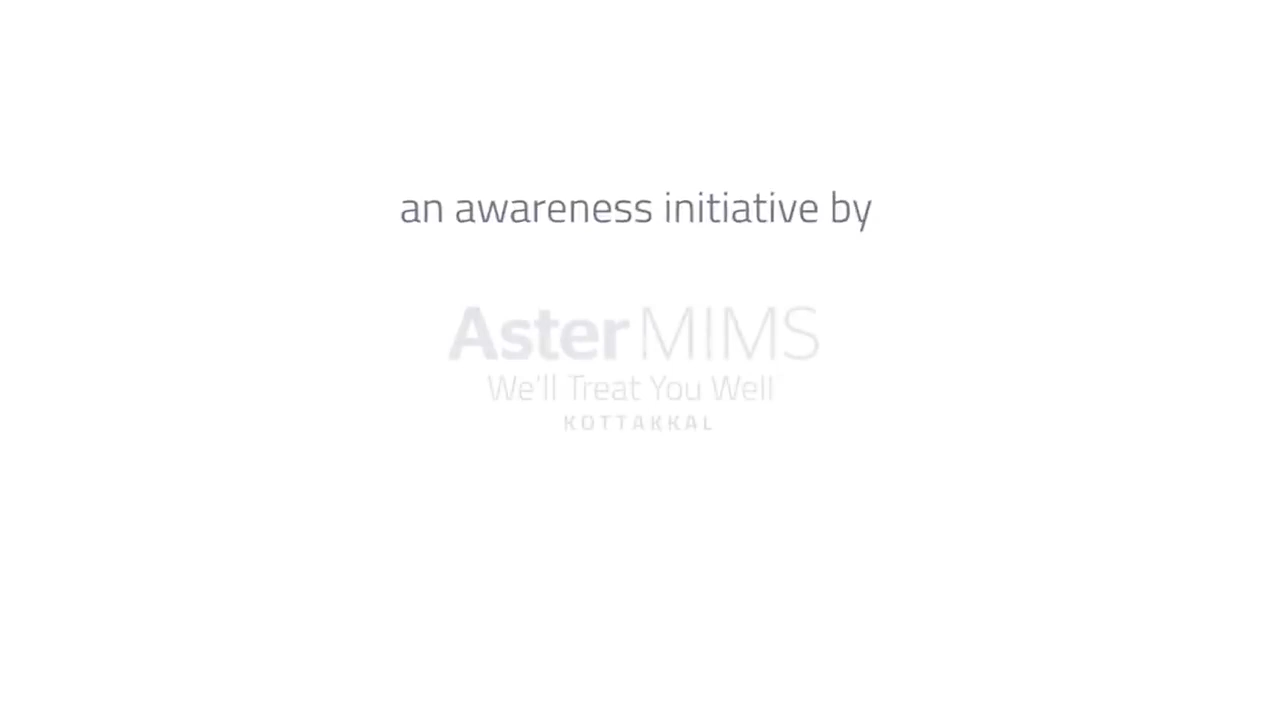 an awareness initiative by
Aster MIMS
We'll Treat You Well
KOTTAKKAL